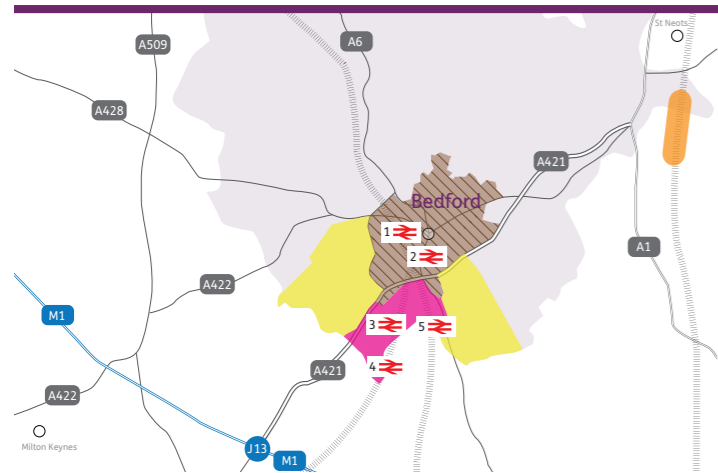 St Neots
A509
A6
A428
A421
Bedford
1
2
A1
A422
M1
3
5
4
A421
A422
Milton Keynes
J13
M1